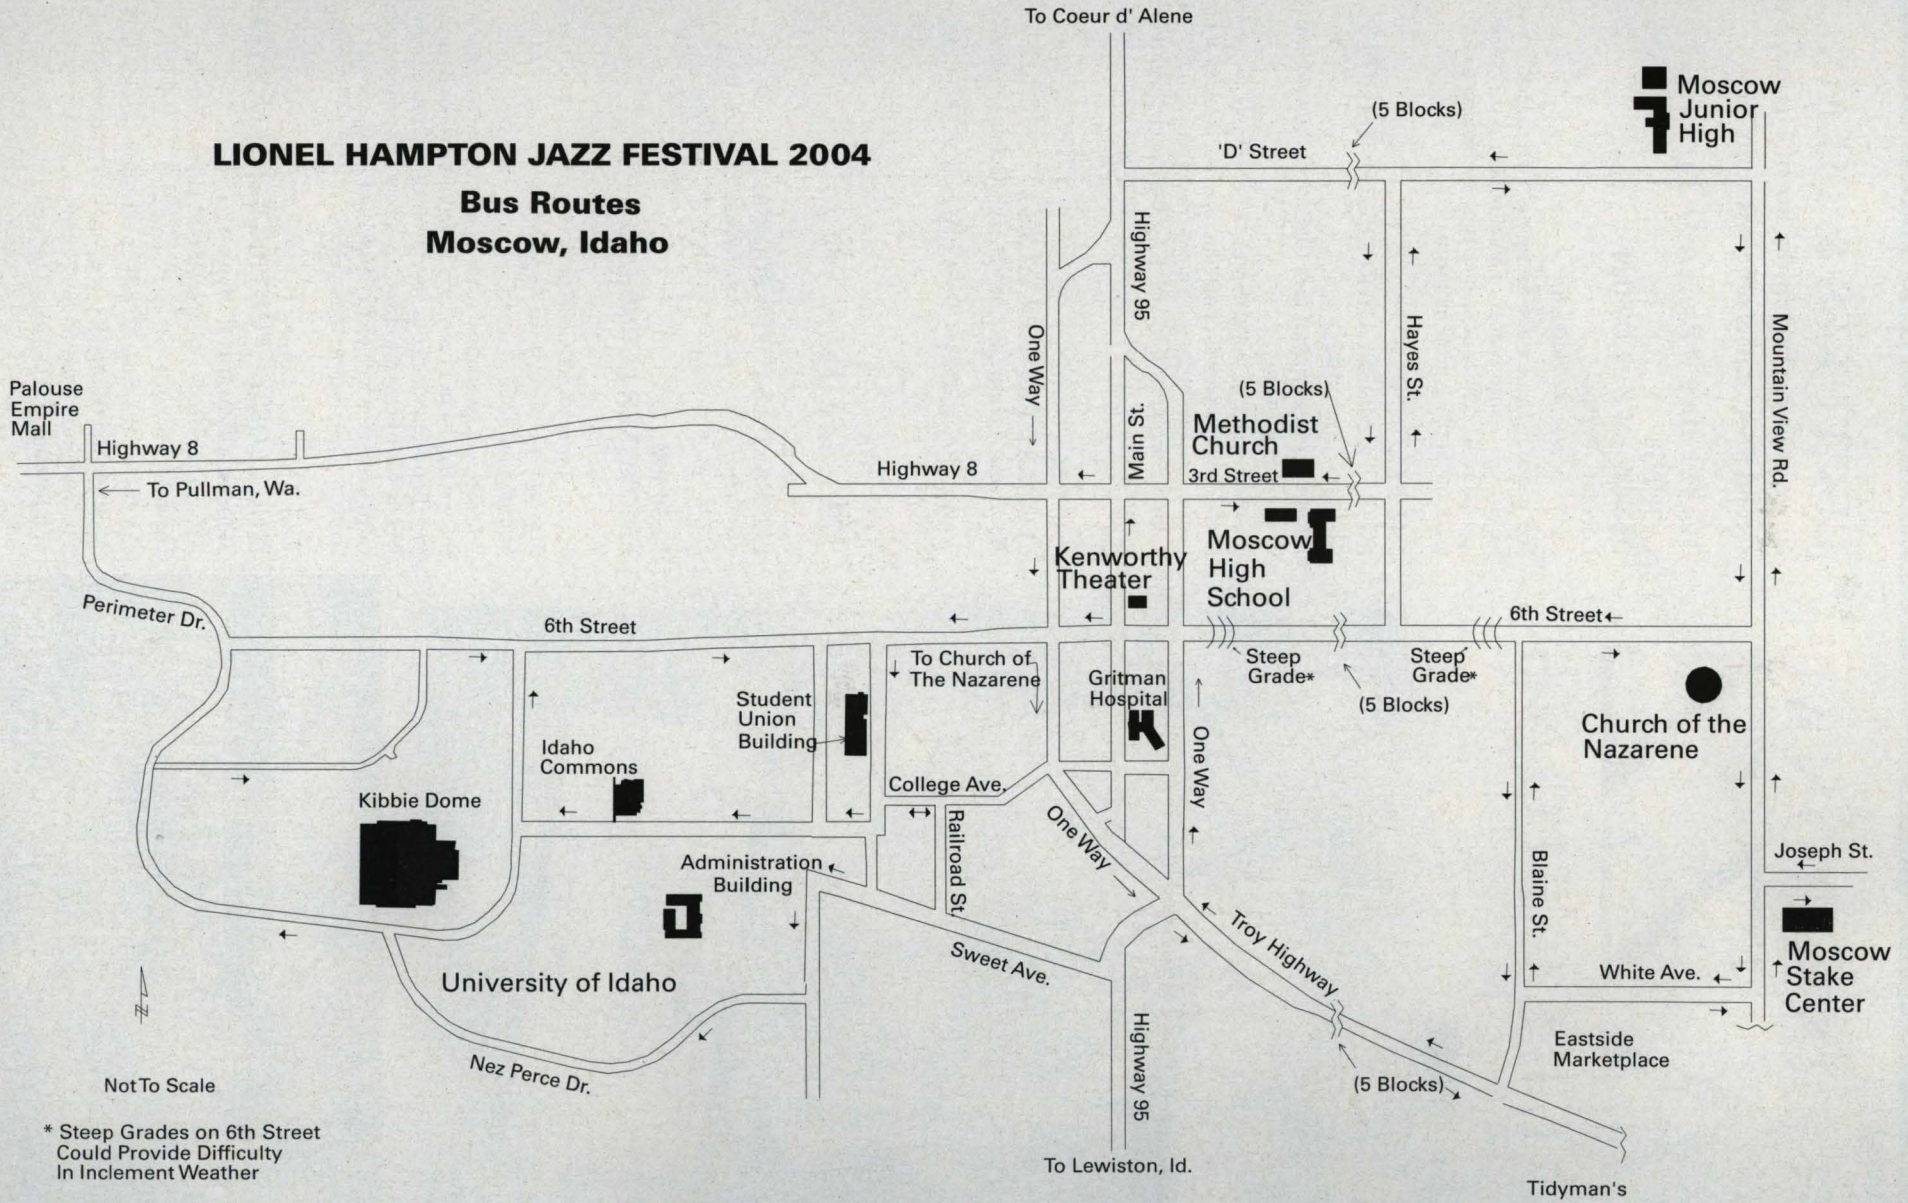 To Coeur d' Alene
LIONEL HAMPTON JAZZ FESTIVAL 2004
Bus Routes
Moscow, Idaho
(5 Blocks)
'D' Street
Moscow
Junior
High
Highway 95
One Way
Main St.
Hayes St.
Mountain View Rd.
Palouse
Empire
Mall
Highway 8
To Pullman, Wa.
Highway 8
(5 Blocks)
Methodist
Church
3rd Street
Kenworthy
Theater
Moscow
High
School
Perimeter Dr.
6th Street
6th Street
To Church of
The Nazarene
Gritman
Hospital
Steep
Grade*
Steep
Grade*
(5 Blocks)
Student
Union
Building
Idaho
Commons
One Way
Church of the
Nazarene
College Ave.
Kibbie Dome
Railroad St.
One Way
Administration
Building
Blaine St.
Joseph St.
Troy Highway
Sweet Ave.
University of Idaho
White Ave.
Moscow
Stake
Center
Nez Perce Dr.
Highway 95
Eastside
Marketplace
(5 Blocks)
N
Not To Scale
* Steep Grades on 6th Street
Could Provide Difficulty
In Inclement Weather
To Lewiston, Id.
Tidyman's